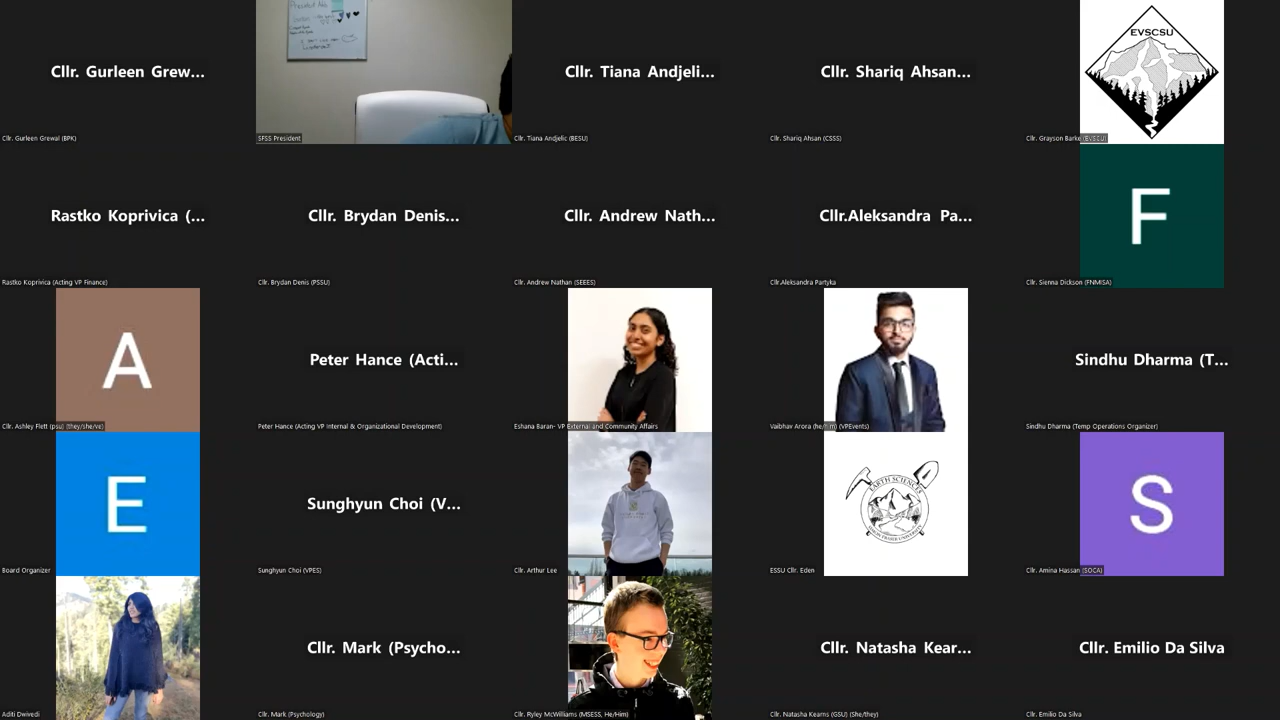 Cllr. Gurleen Grew...
Cllr. Gurleen Grewal (BPK)
President
SFSS President
Cllr. Tiana Andjeli...
Cllr. Tiana Andjelic (BESU)
Cllr. Shariq Ahsan...
Cllr. Shariq Ahsan (CSSS)
EVSCSU
Cllr. Grayson Barke (EVSCU)
Rastko Koprivica (...
Rastko Koprivica (Acting VP Finance)
Cllr. Brydan Denis...
Cllr. Brydan Denis (PSSU)
Cllr. Andrew Nath...
Cllr. Andrew Nathan (SEEES)
Cllr.Aleksandra Pa...
Cllr.Aleksandra Partyka
F
Cllr. Sienna Dickson (FNMISA)
A
Cllr. Ashley Flett (psu) (they/she/ve)
Peter Hance (Acti...
Peter Hance (Acting VP Internal & Organizational Development)
Eshana Baran- VP External and Community Affairs
Vaibhav Arora (he/him) (VPEvents)
Sindhu Dharma (T...
Sindhu Dharma (Temp Operations Organizer)
E
Board Organizer
Sunghyun Choi (V...
Sunghyun Choi (VPES)
Cllr. Arthur Lee
EARTH SCIENCES
SIMON FRASER UNIVERSITY
ESSU Cllr. Eden
S
Cllr. Amina Hassan (SOCA)
Aditi Dwivedi
Cllr. Mark (Psycho...
Cllr. Mark (Psychology)
Cllr. Ryley McWilliams (MSESS, He/Him)
Cllr. Natasha Kear...
Cllr. Natasha Kearns (GSU) (She/they)
Cllr. Emilio Da Silva
Cllr. Emilio Da Silva